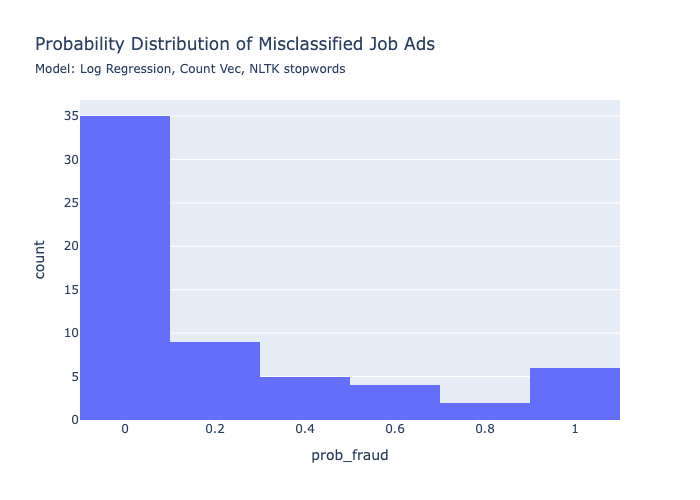 Probability Distribution of Misclassified Job Ads
Model: Log Regression, Count Vec, NLTK stopwords
35
30
25
20
15
10
5
0
count
0 0.2 0.4 0.6 0.8 1
prob_fraud